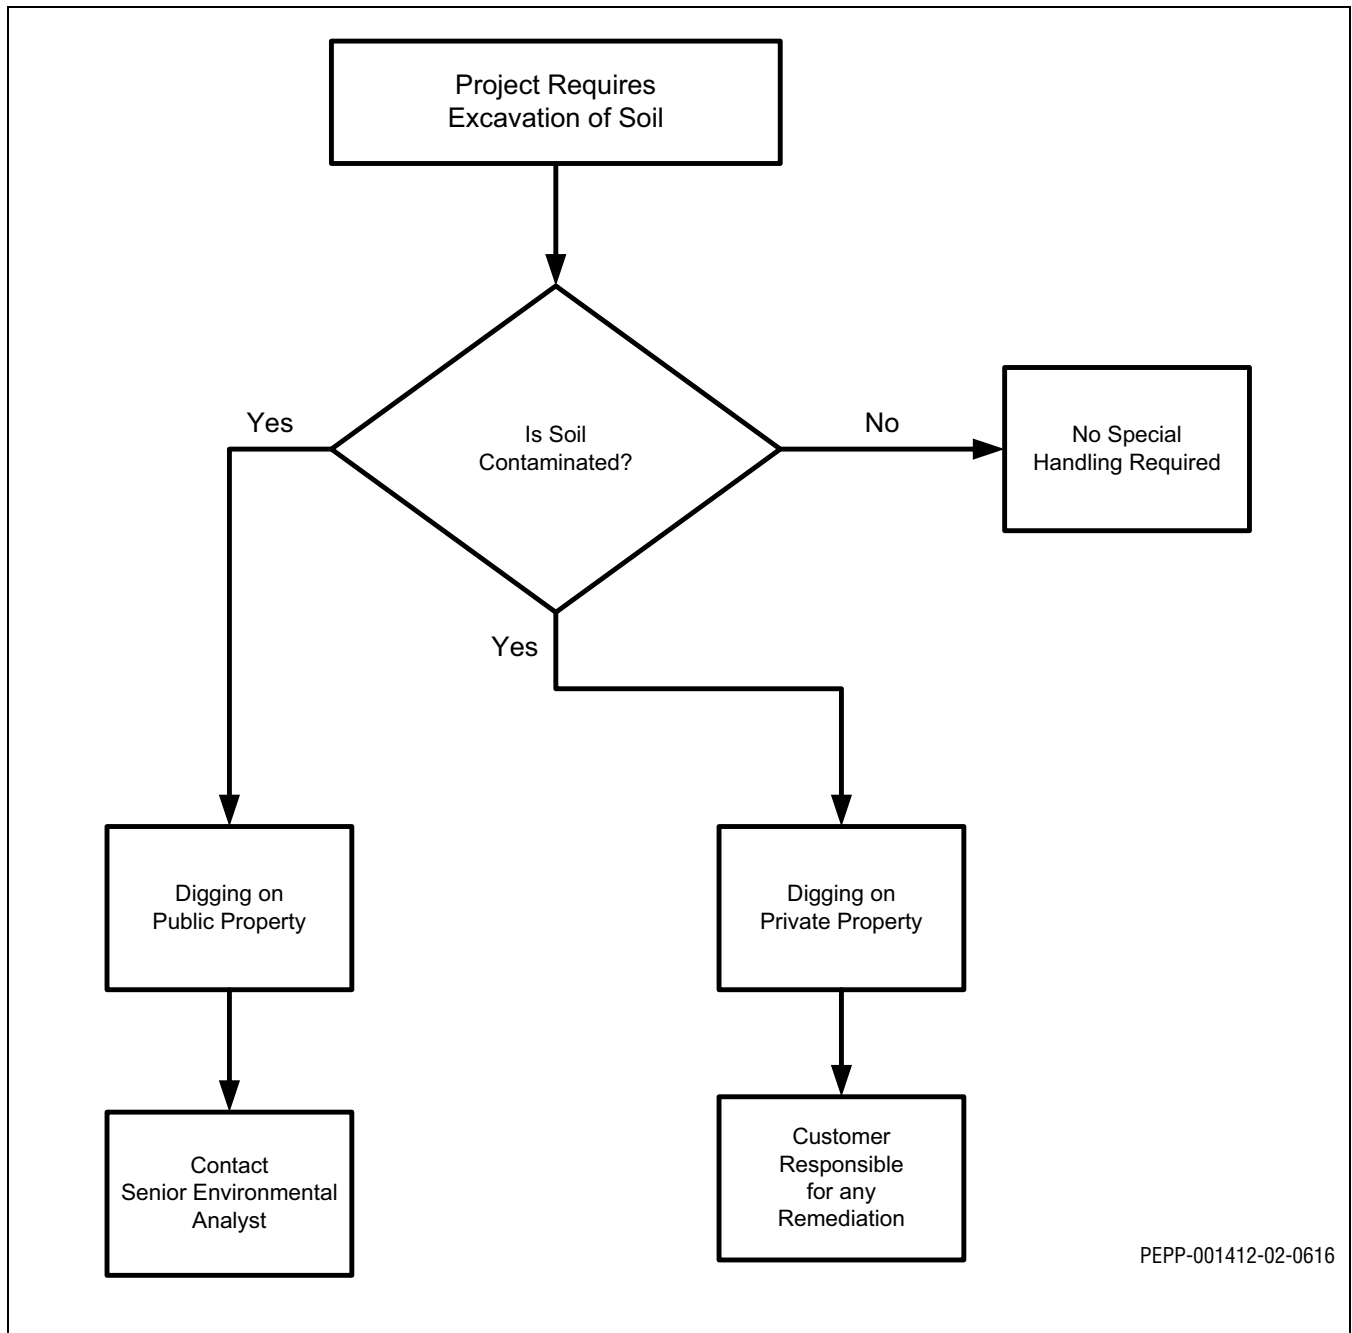 Project Requires
Excavation of Soil
Yes
Is Soil
Contaminated?
No
No Special
Handling Required
Yes
Digging on
Public Property
Digging on
Private Property
Contact
Senior Environmental
Analyst
Customer
Responsible
for any
Remediation
PEPP-001412-02-0616